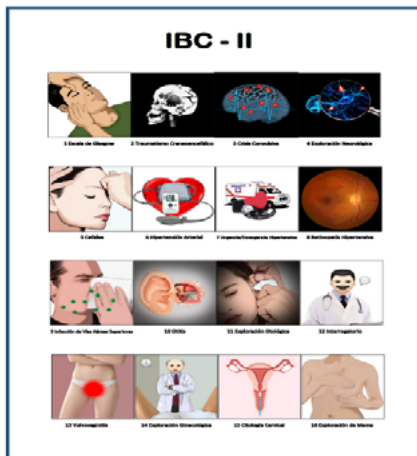 IBC - II
1 Escala de Glasgow
2 Traumatismo Craneoencefálico
3 Crisis Convulsiva
4 Exploración Neurológica
5 Cefalea
6 Hipertensión Arterial
7 Urgencia/Emergencia Hipertensiva
8 Retinopatía Hipertensiva
9 Infección de Vías Aéreas Superiores
10 Otitis
11 Exploración Otológica
12 Interrogatorio
13 Vulvovaginitis
14 Exploración Ginecológica
15 Citología Cervical
16 Exploración de Mama